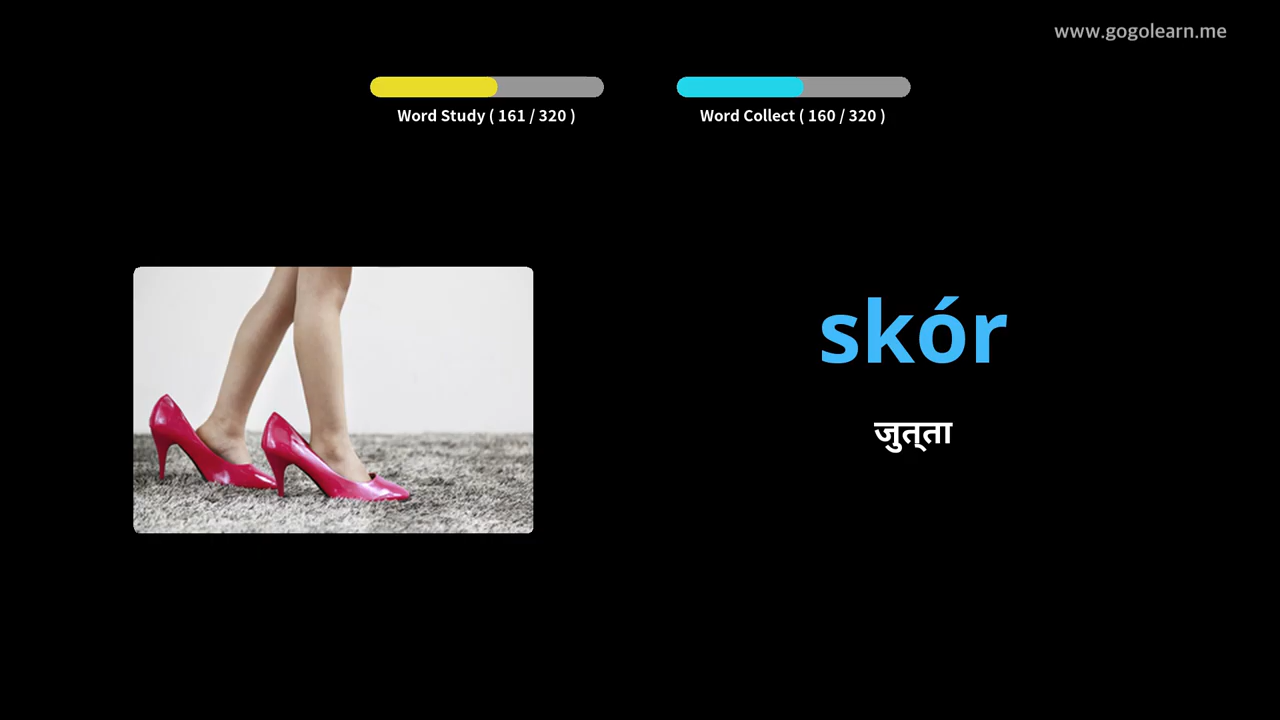 www.gogolearn.me
Word Study ( 161 / 320 )
Word Collect ( 160 / 320 )
skór
जुत्ता